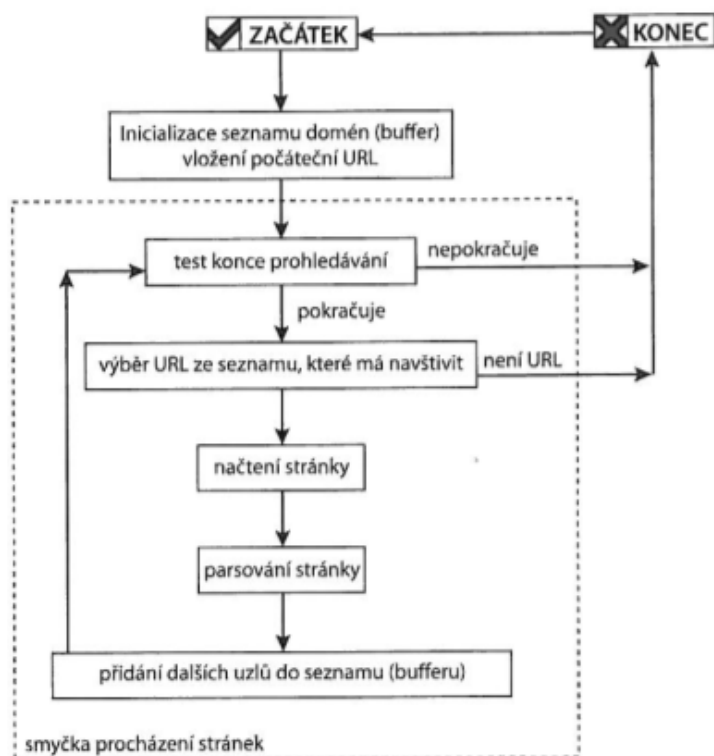 ZAČÁTEK
KONEC
Inicializace seznamu domén (buffer)
vložení počáteční URL
test konce prohledávání
nepokračuje
pokračuje
výběr URL ze seznamu, které má navštivit
není URL
načtení stránky
parsování stránky
přidání dalších uzlů do seznamu (bufferu)
smyčka procházení stránek